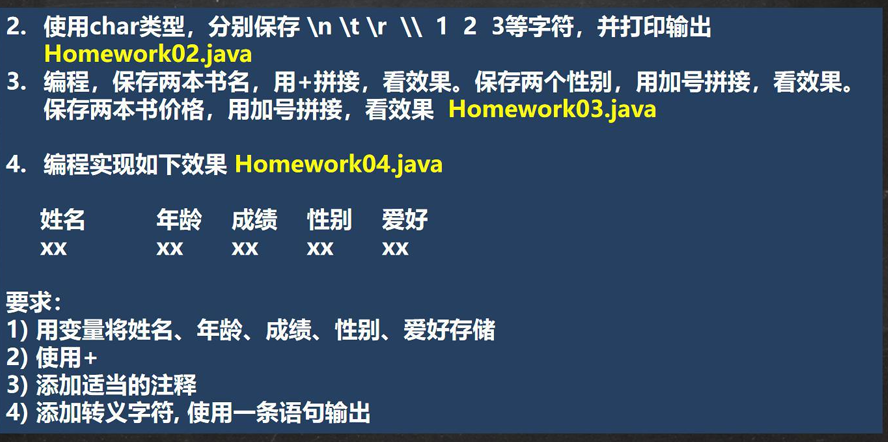 2. 使用char类型，分别保存 \n \t \r \\ 1 2 3等字符，并打印输出
Homework02.java
3. 编程，保存两本书名，用+拼接，看效果。保存两个性别，用加号拼接，看效果。
保存两本书价格，用加号拼接，看效果 Homework03.java
4. 编程实现如下效果 Homework04.java
姓名 年龄 成绩 性别 爱好
xx xx xx xx xx
要求：
1) 用变量将姓名、年龄、成绩、性别、爱好存储
2) 使用+
3) 添加适当的注释
4) 添加转义字符, 使用一条语句输出